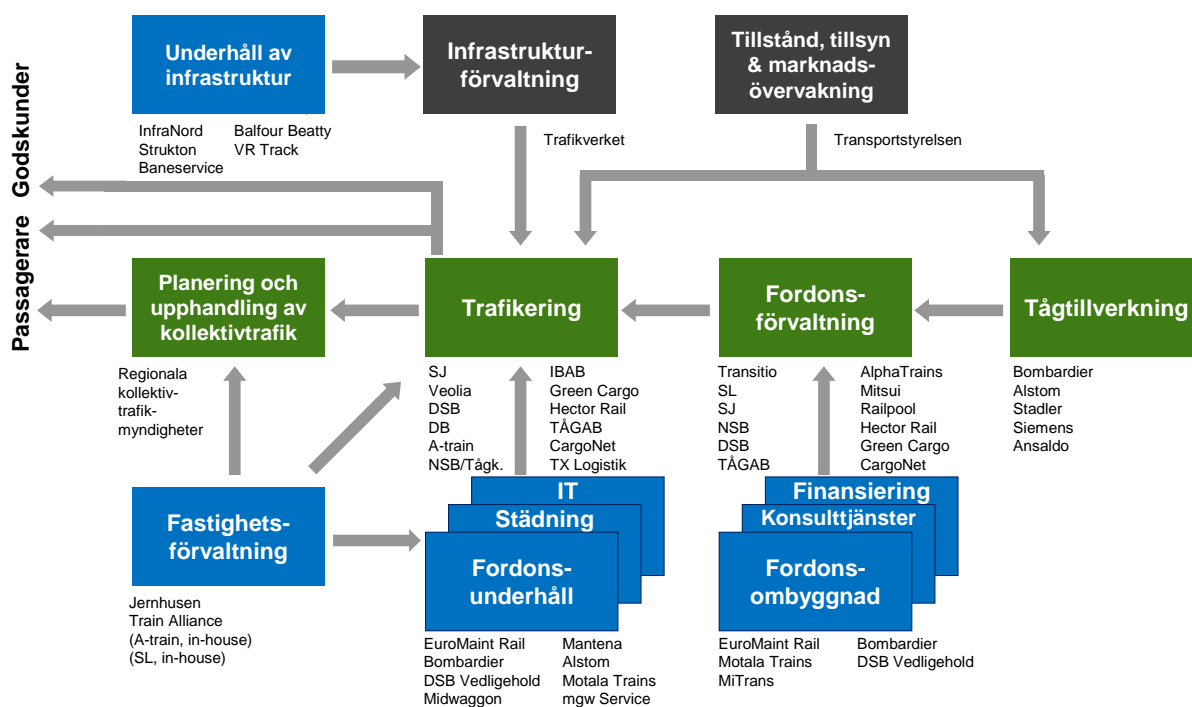 Godskunder
Passagerare
Underhåll av
infrastruktur
InfraNord
Strukton
Baneservice
Balfour Beatty
VR Track
Infrastruktur-
förvaltning
Trafikverket
Tillstånd, tillsyn
& marknads-
övervakning
Transportstyrelsen
Planering och
upphandling av
kollektivtrafik
Regionala
kollektiv-
trafik-
myndigheter
Trafikering
SJ
Veolia
DSB
DB
A-train
NSB/Tågk.
IBAB
Green Cargo
Hector Rail
TÅGAB
CargoNet
TX Logistik
Fordons-
förvaltning
Transitio
SL
SJ
NSB
DSB
TÅGAB
AlphaTrains
Mitsui
Railpool
Hector Rail
Green Cargo
CargoNet
Tågtillverkning
Bombardier
Alstom
Stadler
Siemens
Ansaldo
Fastighets-
förvaltning
Jernhusen
Train Alliance
(A-train, in-house)
(SL, in-house)
IT
Städning
Fordons-
underhåll
EuroMaint Rail
Bombardier
DSB Vedligehold
Midwaggon
Mantena
Alstom
Motala Trains
mgw Service
Finansiering
Konsulttjänster
Fordons-
ombyggnad
EuroMaint Rail
Motala Trains
MiTrans
Bombardier
DSB Vedligehold